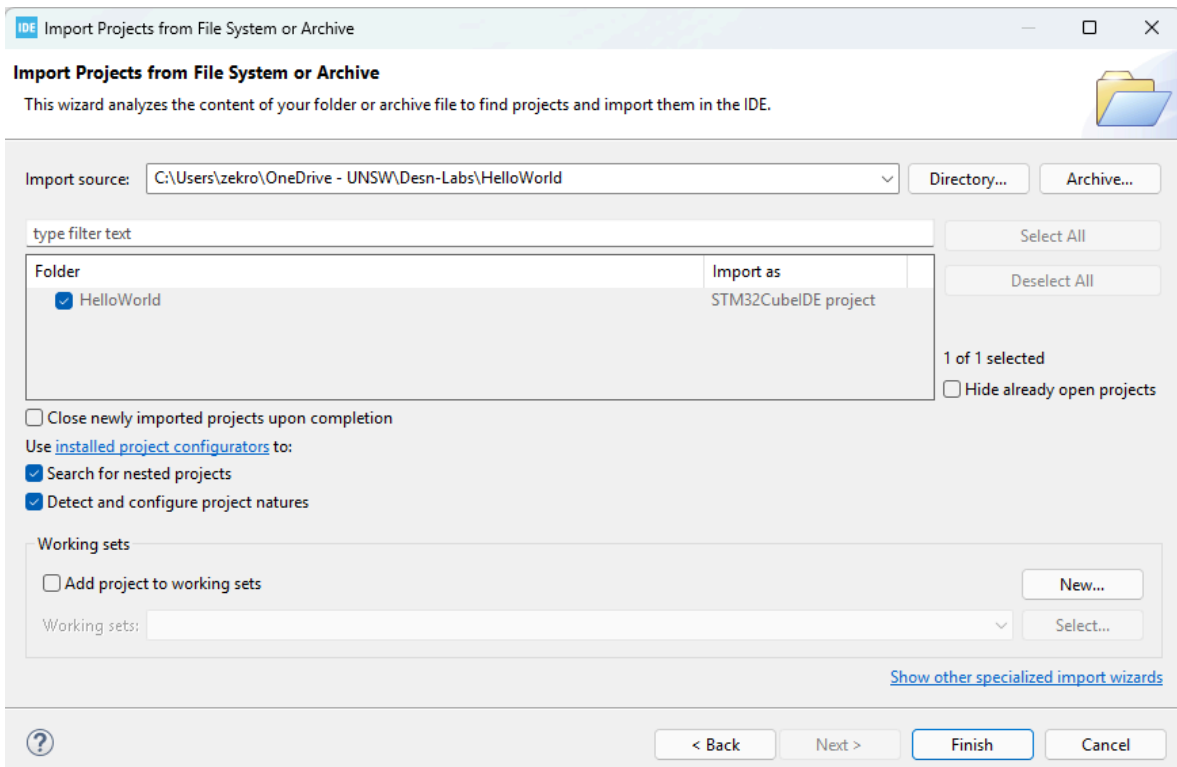 IDE Import Projects from File System or Archive
Import Projects from File System or Archive
This wizard analyzes the content of your folder or archive file to find projects and import them in the IDE.
Import source: C:\Users\zekro\OneDrive - UNSW\Desn-Labs\HelloWorld Directory... Archive...
type filter text Select All
Folder Import as
Deselect All
HelloWorld STM32CubeIDE project
1 of 1 selected
Hide already open projects
Close newly imported projects upon completion
Use installed project configurators to:
Search for nested projects
Detect and configure project natures
Working sets
Add project to working sets New...
Working sets: Select...
Show other specialized import wizards
? < Back Next > Finish Cancel